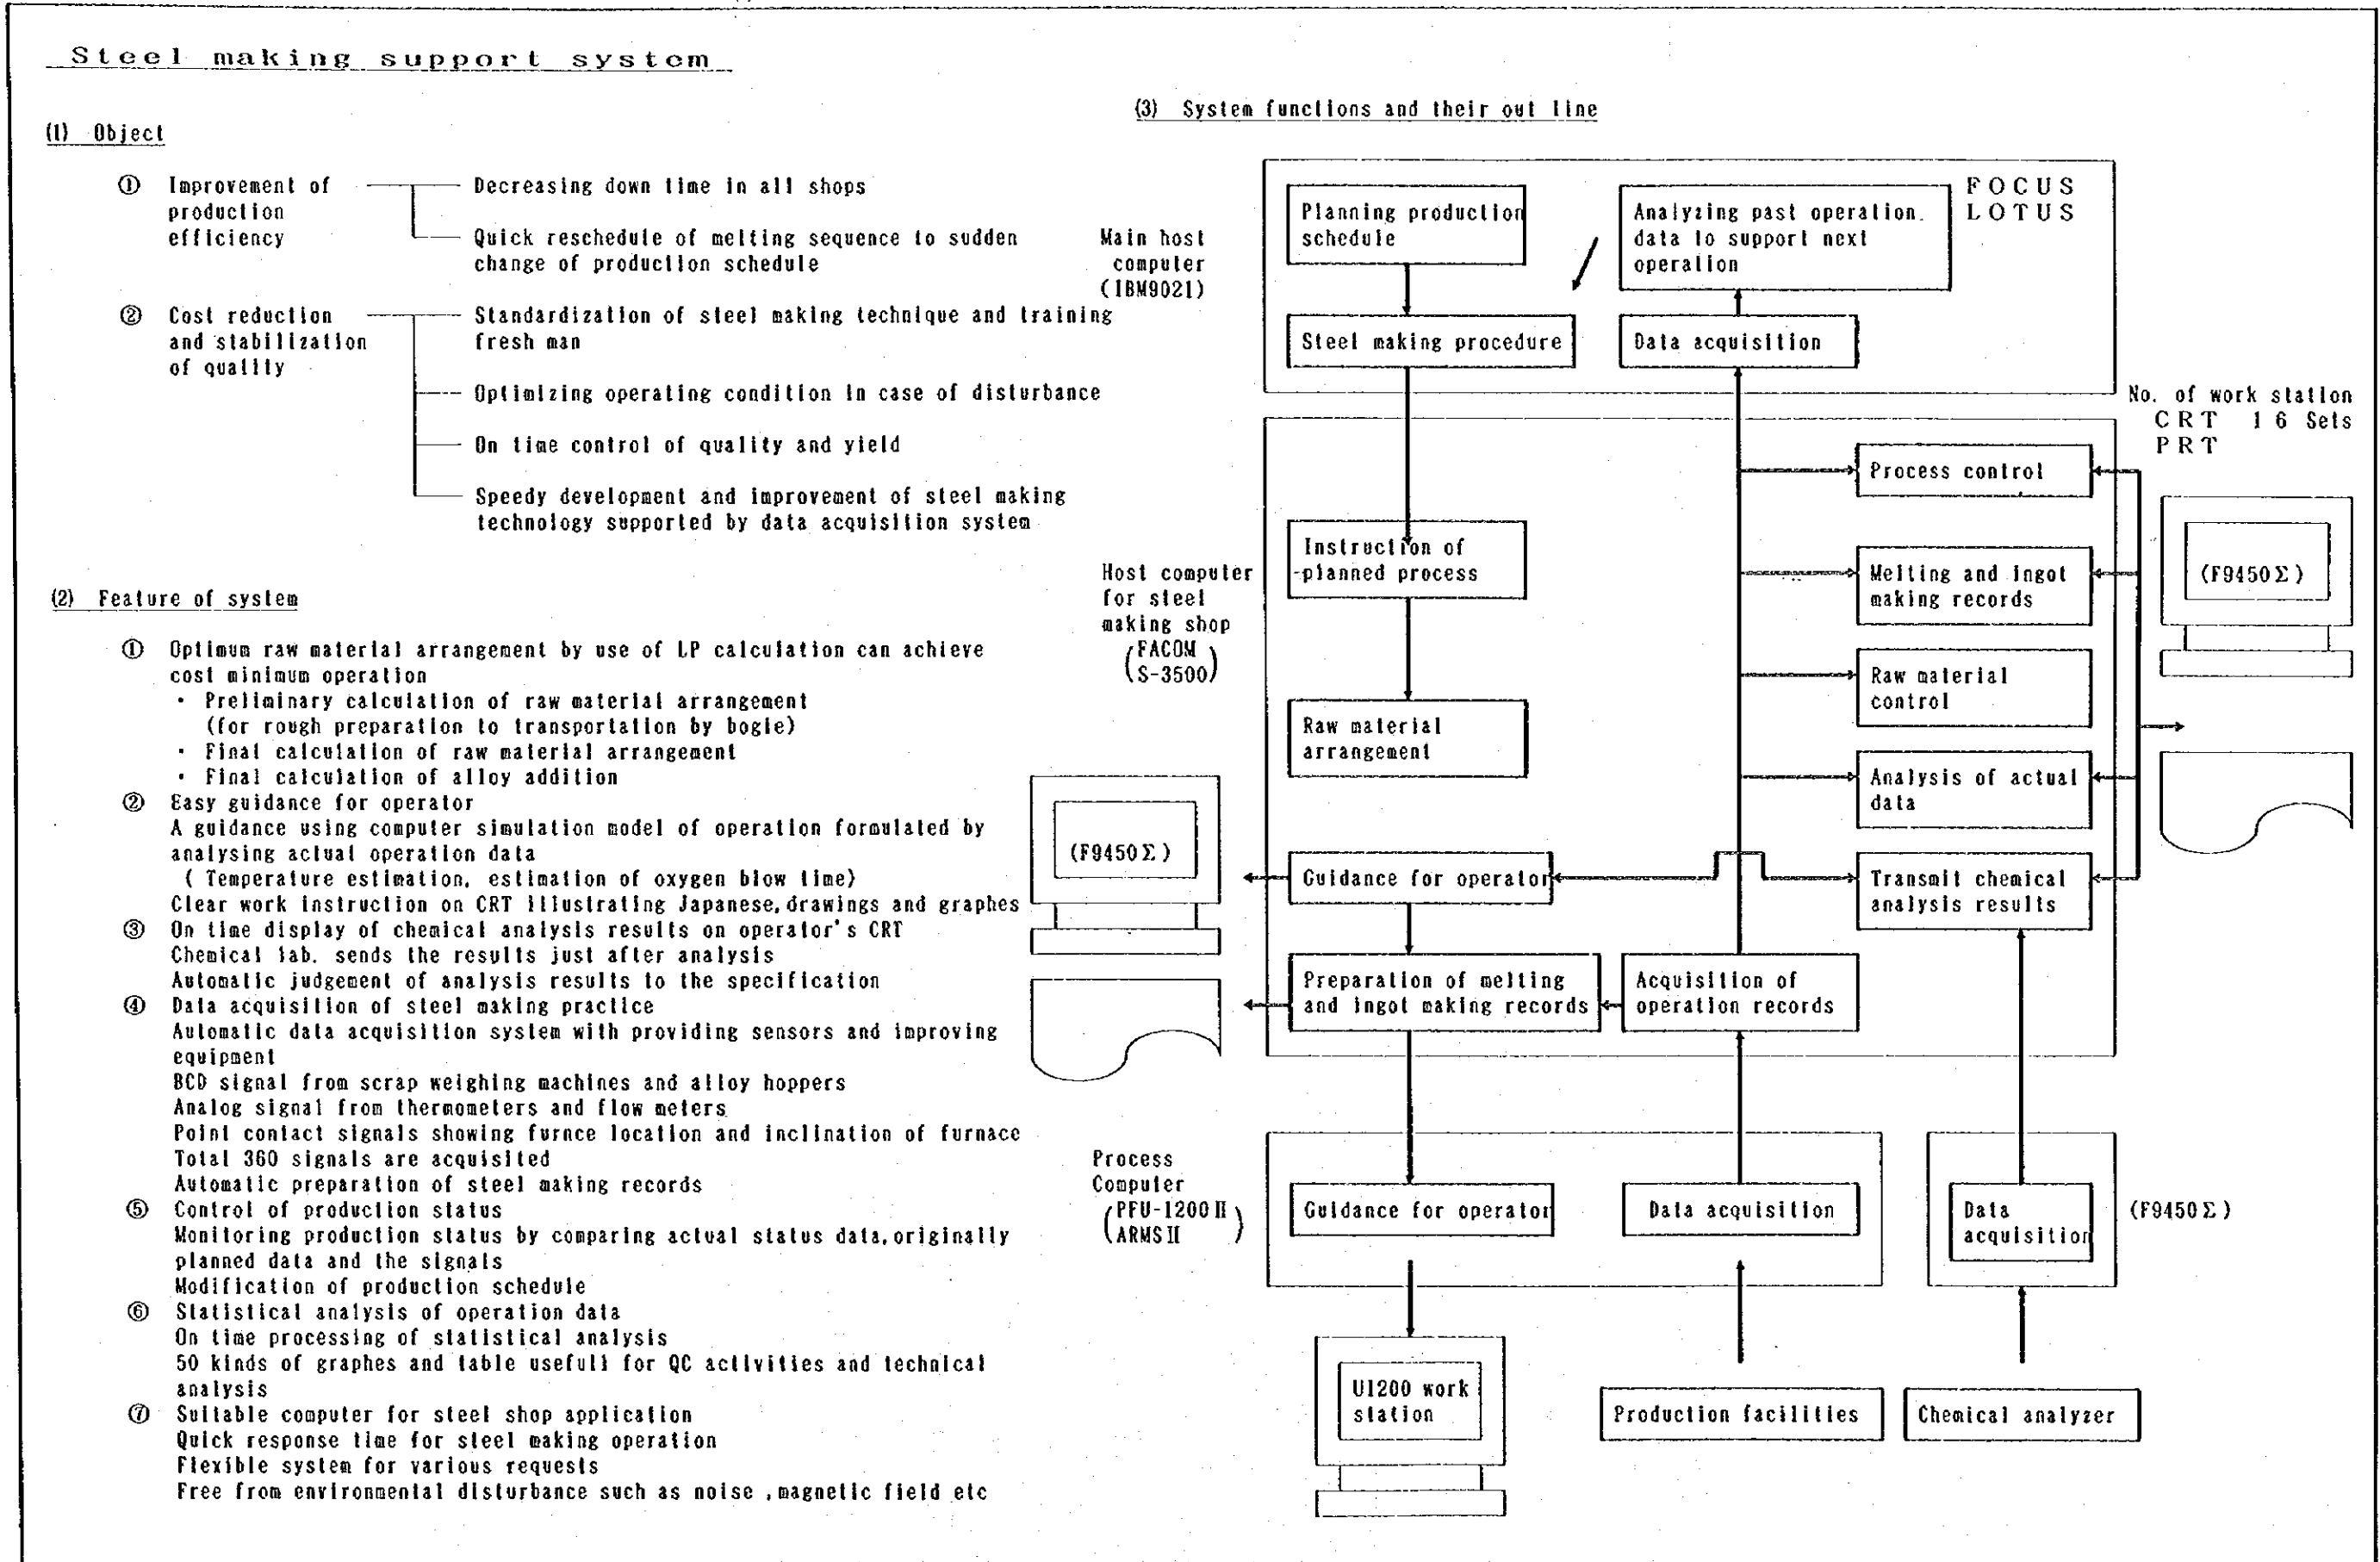 Steel making support system
(1) Object
① Improvement of
production
efficiency
Decreasing down time in all shops
Quick reschedule of melting sequence to sudden
change of production schedule
② Cost reduction
and stabilization
of quality
Standardization of steel making technique and training
fresh man
Optimizing operating condition in case of disturbance
On time control of quality and yield
Speedy development and improvement of steel making
technology supported by data acquisition system
(2) Feature of system
① Optimum raw material arrangement by use of LP calculation can achieve
cost minimum operation
・ Preliminary calculation of raw material arrangement
(for rough preparation to transportation by bogie)
・ Final calculation of raw material arrangement
・ Final calculation of alloy addition
② Easy guidance for operator
A guidance using computer simulation model of operation formulated by
analysing actual operation data
( Temperature estimation, estimation of oxygen blow time)
Clear work instruction on CRT illustrating Japanese,drawings and graphes
③ On time display of chemical analysis results on operator's CRT
Chemical lab. sends the results just after analysis
Automatic judgement of analysis results to the specification
④ Data acquisition of steel making practice
Automatic data acquisition system with providing sensors and improving
equipment
BCD signal from scrap weighing machines and alloy hoppers
Analog signal from thermometers and flow meters
Point contact signals showing furnce location and inclination of furnace
Total 360 signals are acquisited
Automatic preparation of steel making records
⑤ Control of production status
Monitoring production status by comparing actual status data,originally
planned data and the signals
Modification of production schedule
⑥ Statistical analysis of operation data
On time processing of statistical analysis
50 kinds of graphes and table usefull for QC activities and technical
analysis
⑦ Suitable computer for steel shop application
Quick response time for steel making operation
Flexible system for various requests
Free from environmental disturbance such as noise ,magnetic field etc
(3) System functions and their out line
Main host
computer
(IBM9021)
Planning production
schedule
Analyzing past operation
data to support next
operation
FOCUS
LOTUS
Steel making procedure
Data acquisition
No. of work station
CRT 16 Sets
PRT
Host computer
for steel
making shop
(FACOM
S-3500)
Instruction of
planned process
Raw material
arrangement
Process control
Melting and ingot
making records
Raw material
control
Analysis of actual
data
(F9450Σ)
(F9450Σ)
Guidance for operator
Transmit chemical
analysis results
Preparation of melting
and ingot making records
Acquisition of
operation records
Process
Computer
(PFU-1200Ⅱ
ARMSⅡ)
Guidance for operator
Data acquisition
Data
acquisition
(F9450Σ)
U1200 work
station
Production facilities
Chemical analyzer